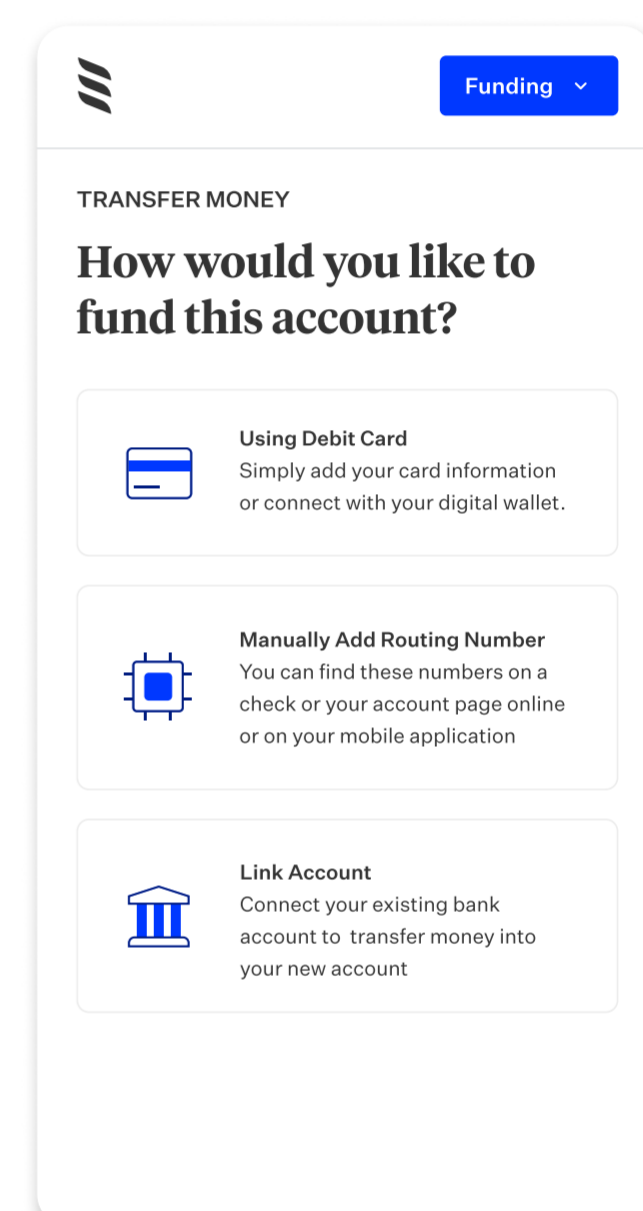 Funding
TRANSFER MONEY
How would you like to
fund this account?
Using Debit Card
Simply add your card information
or connect with your digital wallet.
Manually Add Routing Number
You can find these numbers on a
check or your account page online
or on your mobile application
Link Account
Connect your existing bank
account to  transfer money into
your new account